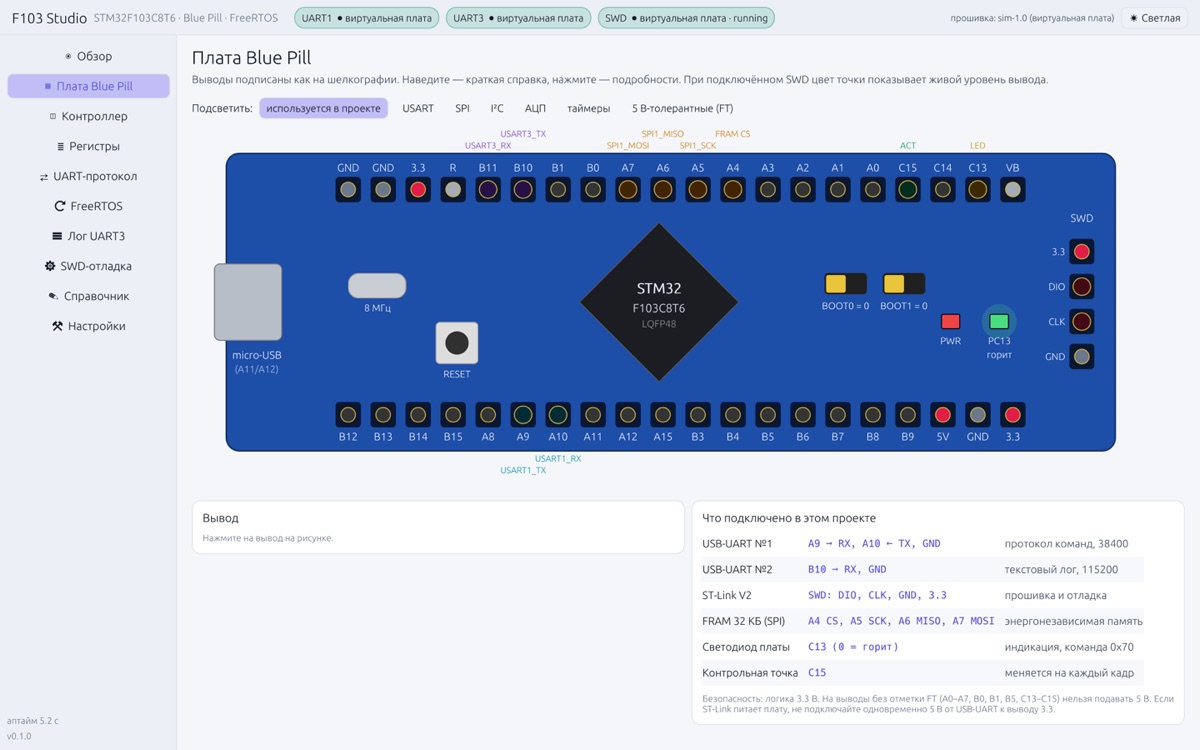 F103 Studio STM32F103C8T6 · Blue Pill · FreeRTOS UART1 ● виртуальная плата UART3 ● виртуальная плата SWD ● виртуальная плата · running прошивка: sim-1.0 (виртуальная плата) Светлая
Обзор
Плата Blue Pill
Контроллер
Регистры
UART-протокол
FreeRTOS
Лог UART3
SWD-отладка
Справочник
Настройки
аптайм 5.2 с
v0.1.0
Плата Blue Pill
Выводы подписаны как на шелкографии. Наведите — краткая справка, нажмите — подробности. При подключённом SWD цвет точки показывает живой уровень вывода.
Подсветить: используется в проекте USART SPI I²C АЦП таймеры 5 В-толерантные (FT)
USART3_TX SPI1_MISO FRAM CS
USART3_RX SPI1_MOSI SPI1_SCK ACT LED
GND GND 3.3 R B11 B10 B1 B0 A7 A6 A5 A4 A3 A2 A1 A0 C15 C14 C13 VB
SWD
3.3
DIO
CLK
GND
STM32
F103C8T6
LQFP48
8 МГц
RESET
micro-USB
(A11/A12)
BOOT0 = 0 BOOT1 = 0
PWR PC13
горит
B12 B13 B14 B15 A8 A9 A10 A11 A12 A15 B3 B4 B5 B6 B7 B8 B9 5V GND 3.3
USART1_RX
USART1_TX
Вывод
Нажмите на вывод на рисунке.
Что подключено в этом проекте
USB-UART №1 A9 → RX, A10 ← TX, GND протокол команд, 38400
USB-UART №2 B10 → RX, GND текстовый лог, 115200
ST-Link V2 SWD: DIO, CLK, GND, 3.3 прошивка и отладка
FRAM 32 КБ (SPI) A4 CS, A5 SCK, A6 MISO, A7 MOSI энергонезависимая память
Светодиод платы C13 (0 = горит) индикация, команда 0x70
Контрольная точка C15 меняется на каждый кадр
Безопасность: логика 3.3 В. На выводы без отметки FT (A0–A7, B0, B1, B5, C13–C15) нельзя подавать 5 В. Если
ST-Link питает плату, не подключайте одновременно 5 В от USB-UART к выводу 3.3.